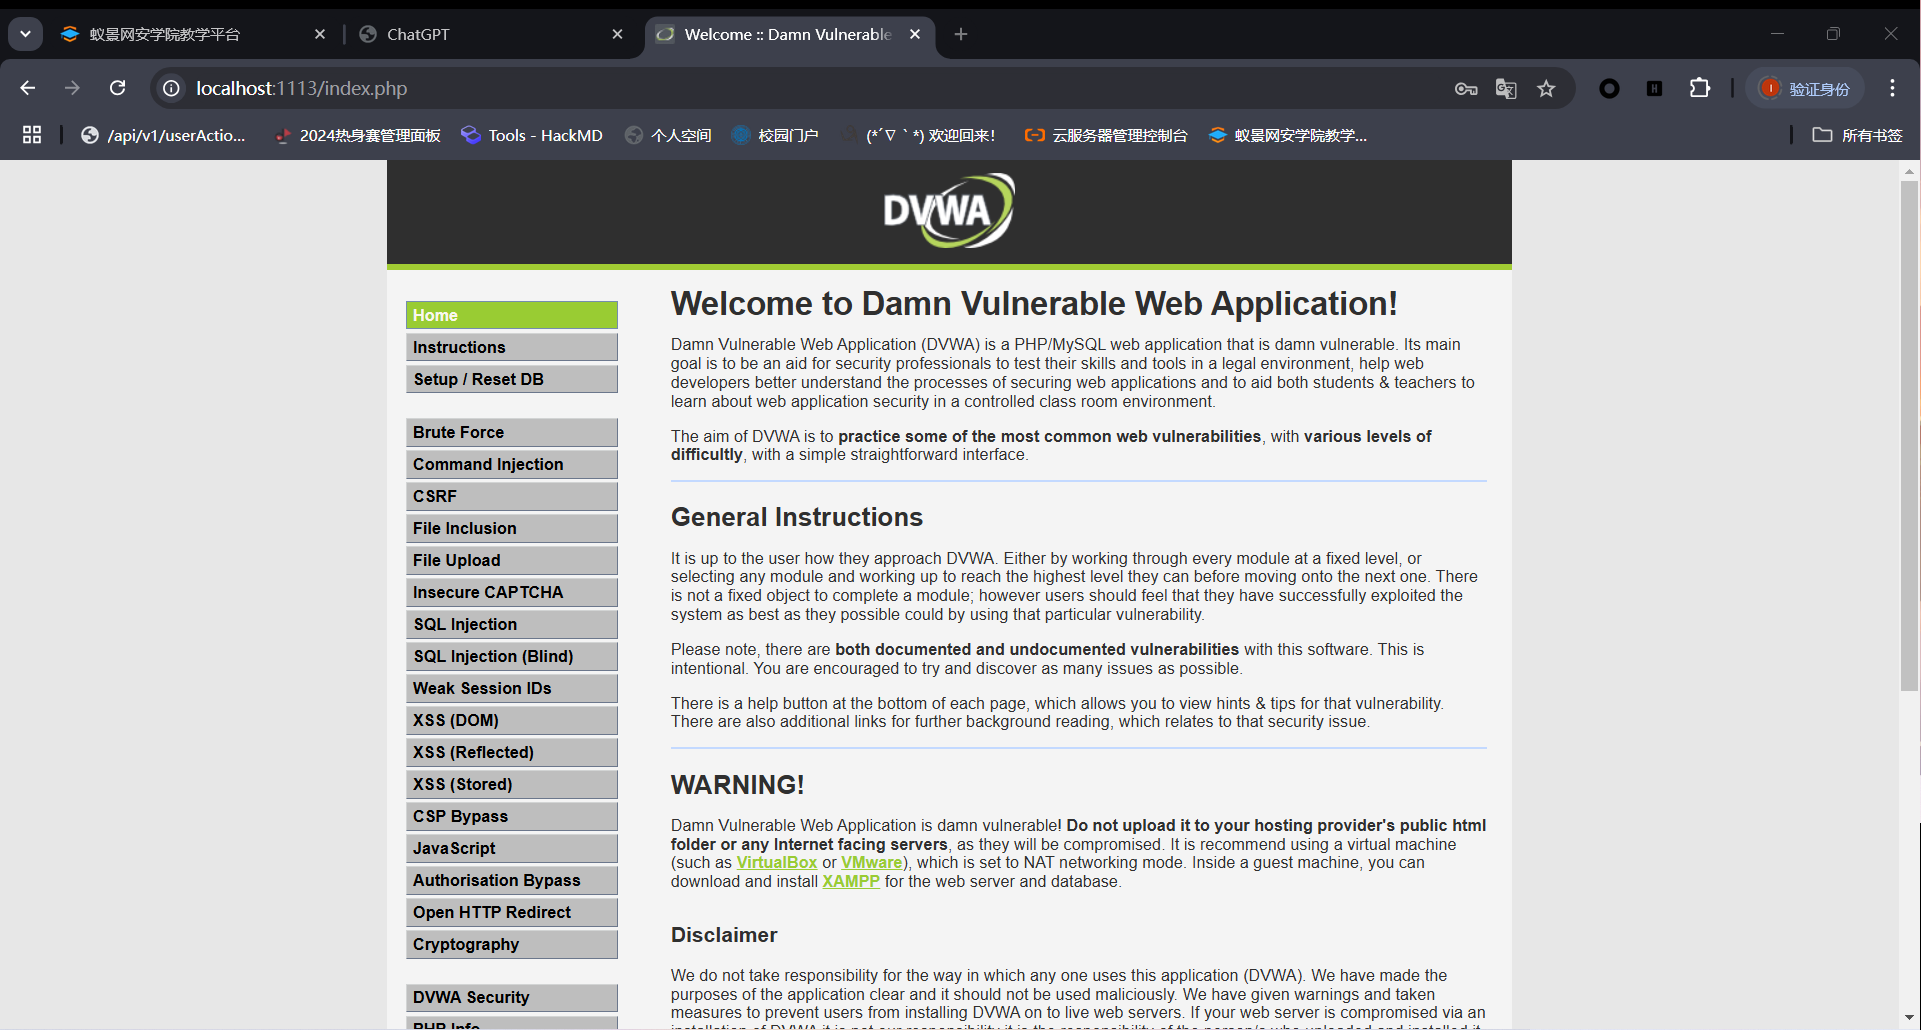 蚁景网安学院教学平台
ChatGPT
Welcome :: Damn Vulnerable
localhost:1113/index.php
验证身份
/api/v1/userActio...
2024热身赛管理面板
Tools - HackMD
个人空间
校园门户
(*´∇｀*) 欢迎回来!
云服务器管理控制台
蚁景网安学院教学...
所有书签
DVWA
Home
Instructions
Setup / Reset DB
Brute Force
Command Injection
CSRF
File Inclusion
File Upload
Insecure CAPTCHA
SQL Injection
SQL Injection (Blind)
Weak Session IDs
XSS (DOM)
XSS (Reflected)
XSS (Stored)
CSP Bypass
JavaScript
Authorisation Bypass
Open HTTP Redirect
Cryptography
DVWA Security
PHP Info
Welcome to Damn Vulnerable Web Application!
Damn Vulnerable Web Application (DVWA) is a PHP/MySQL web application that is damn vulnerable. Its main
goal is to be an aid for security professionals to test their skills and tools in a legal environment, help web
developers better understand the processes of securing web applications and to aid both students & teachers to
learn about web application security in a controlled class room environment.
The aim of DVWA is to practice some of the most common web vulnerabilities, with various levels of
difficultly, with a simple straightforward interface.
General Instructions
It is up to the user how they approach DVWA. Either by working through every module at a fixed level, or
selecting any module and working up to reach the highest level they can before moving onto the next one. There
is not a fixed object to complete a module; however users should feel that they have successfully exploited the
system as best as they possible could by using that particular vulnerability.
Please note, there are both documented and undocumented vulnerabilities with this software. This is
intentional. You are encouraged to try and discover as many issues as possible.
There is a help button at the bottom of each page, which allows you to view hints & tips for that vulnerability.
There are also additional links for further background reading, which relates to that security issue.
WARNING!
Damn Vulnerable Web Application is damn vulnerable! Do not upload it to your hosting provider's public html
folder or any Internet facing servers, as they will be compromised. It is recommend using a virtual machine
(such as VirtualBox or VMware), which is set to NAT networking mode. Inside a guest machine, you can
download and install XAMPP for the web server and database.
Disclaimer
We do not take responsibility for the way in which any one uses this application (DVWA). We have made the
purposes of the application clear and it should not be used maliciously. We have given warnings and taken
measures to prevent users from installing DVWA on to live web servers. If your web server is compromised via an
installation of DVWA it is not our responsibility it is the responsibility of the person/s who uploaded and installed it.